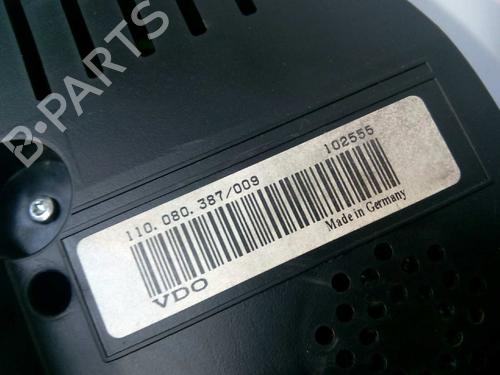 B-PARTS
110.080.387/009
102555
VDO
Made in Germany